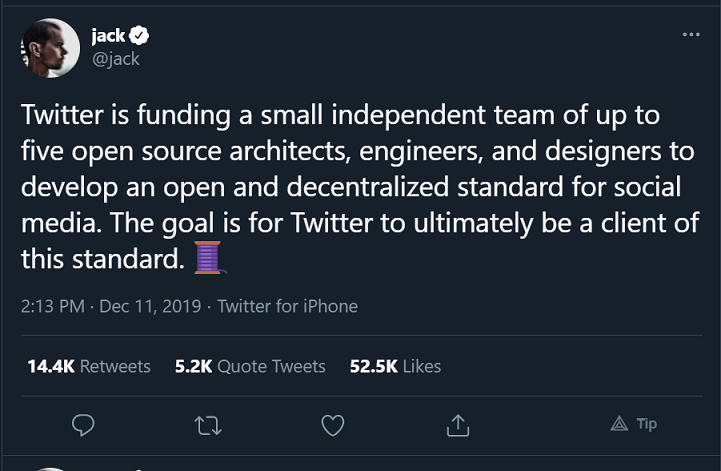 jack
@jack
Twitter is funding a small independent team of up to
five open source architects, engineers, and designers to
develop an open and decentralized standard for social
media. The goal is for Twitter to ultimately be a client of
this standard. 🧵
2:13 PM · Dec 11, 2019 · Twitter for iPhone
14.4K Retweets 5.2K Quote Tweets 52.5K Likes
Tip